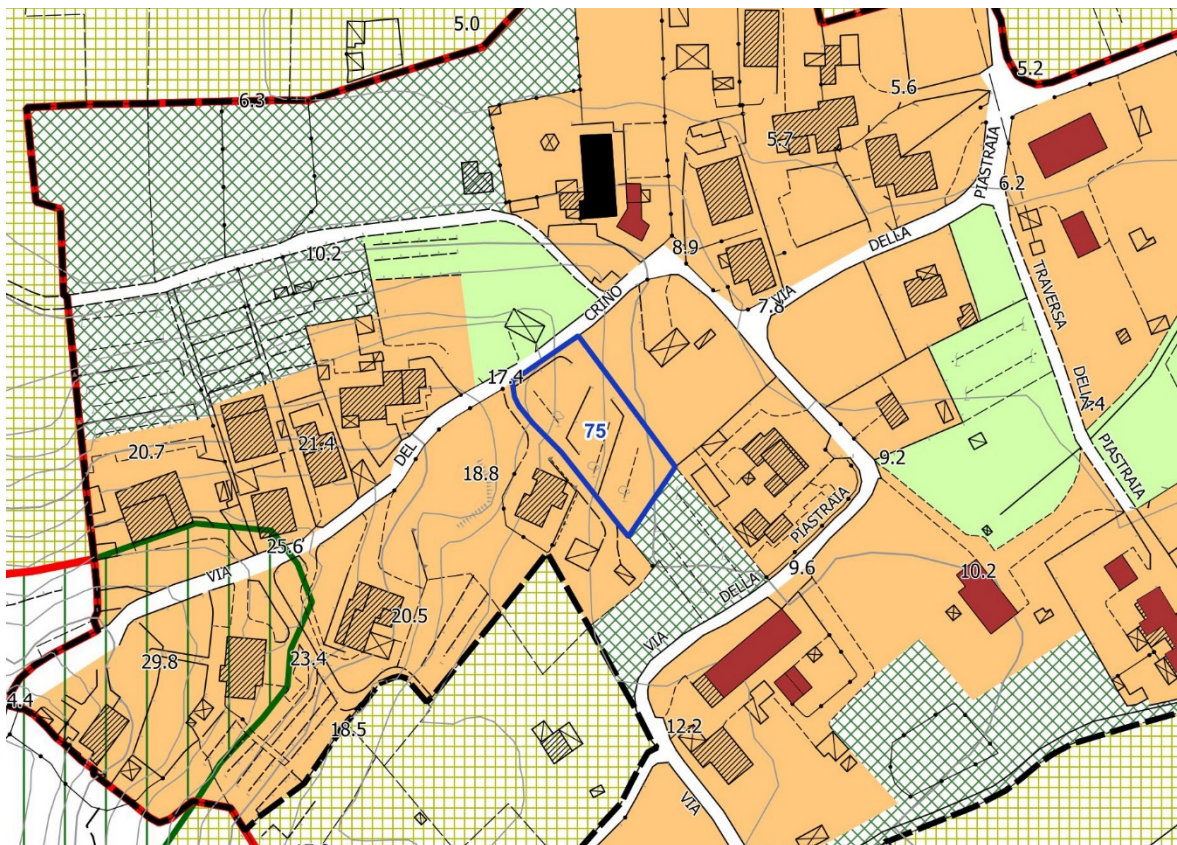 5.0
5.2
6.3
5.6
5.7
PIASTRAIA
6.2
DELLA
8.9
10.2
TRAVERSA
CRINO
VIA
7.8
17.4
DELLA
7.4
75
20.7
21.4
DEL
18.8
9.2
PIASTRAIA
PIASTRAIA
25.6
VIA
9.6
10.2
DELLA
20.5
VIA
29.8
23.4
4.4
18.5
12.2
VIA